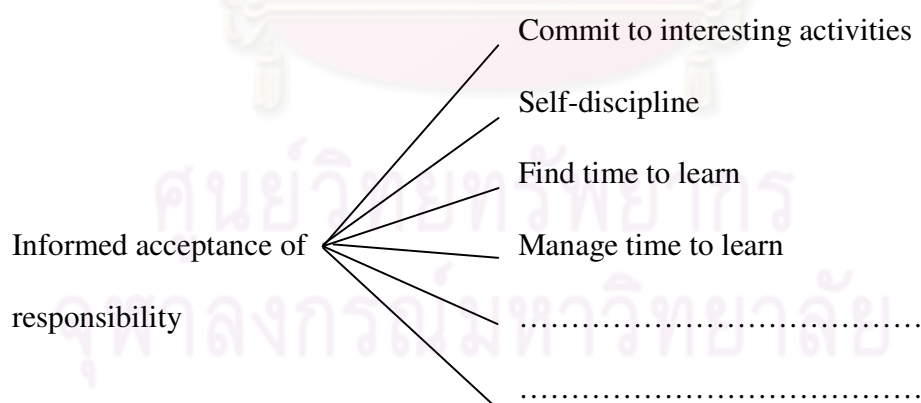 Commit to interesting activities
Self-discipline
Find time to learn
Informed acceptance of
Manage time to learn
responsibility
……………………………………
……………………………………
ศูนย์วิทยทรัพยากร
จุฬาลงกรณ์มหาวิทยาลัย